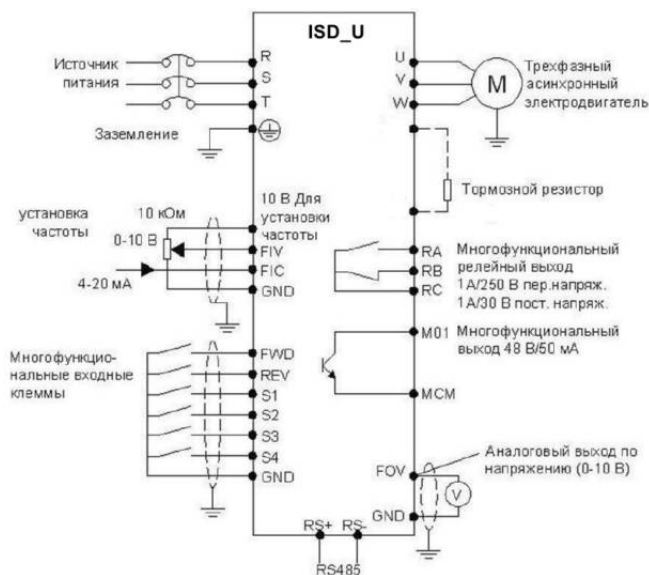 ISD_U
Источник
питания
R
S
T
Заземление
U
V
W
M
Трехфазный
асинхронный
электродвигатель
Тормозной резистор
установка
частоты
10 кОм
0-10 В
4-20 мА
10 В Для
установки
частоты
FIV
FIC
GND
RA
RB
RC
Многофункциональный
релейный выход
1А/250 В пер.напряж.
1А/30 В пост. напряж.
M01
Многофункциональный
выход 48 В/50 мА
MCM
Многофункцио-
нальные входные
клеммы
FWD
REV
S1
S2
S3
S4
GND
Аналоговый выход по
напряжению (0-10 В)
FOV
V
GND
RS+ RS-
RS485